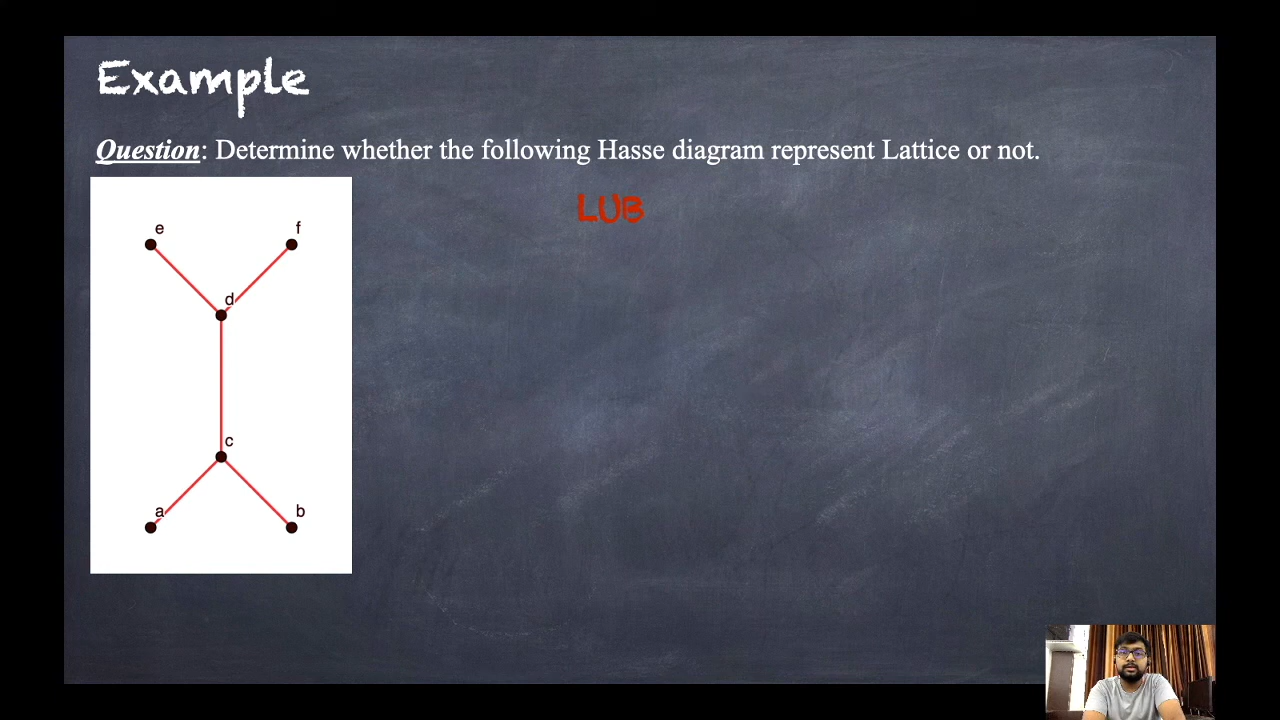 Example
Question: Determine whether the following Hasse diagram represent Lattice or not.
LUB
e f
d
c
a b